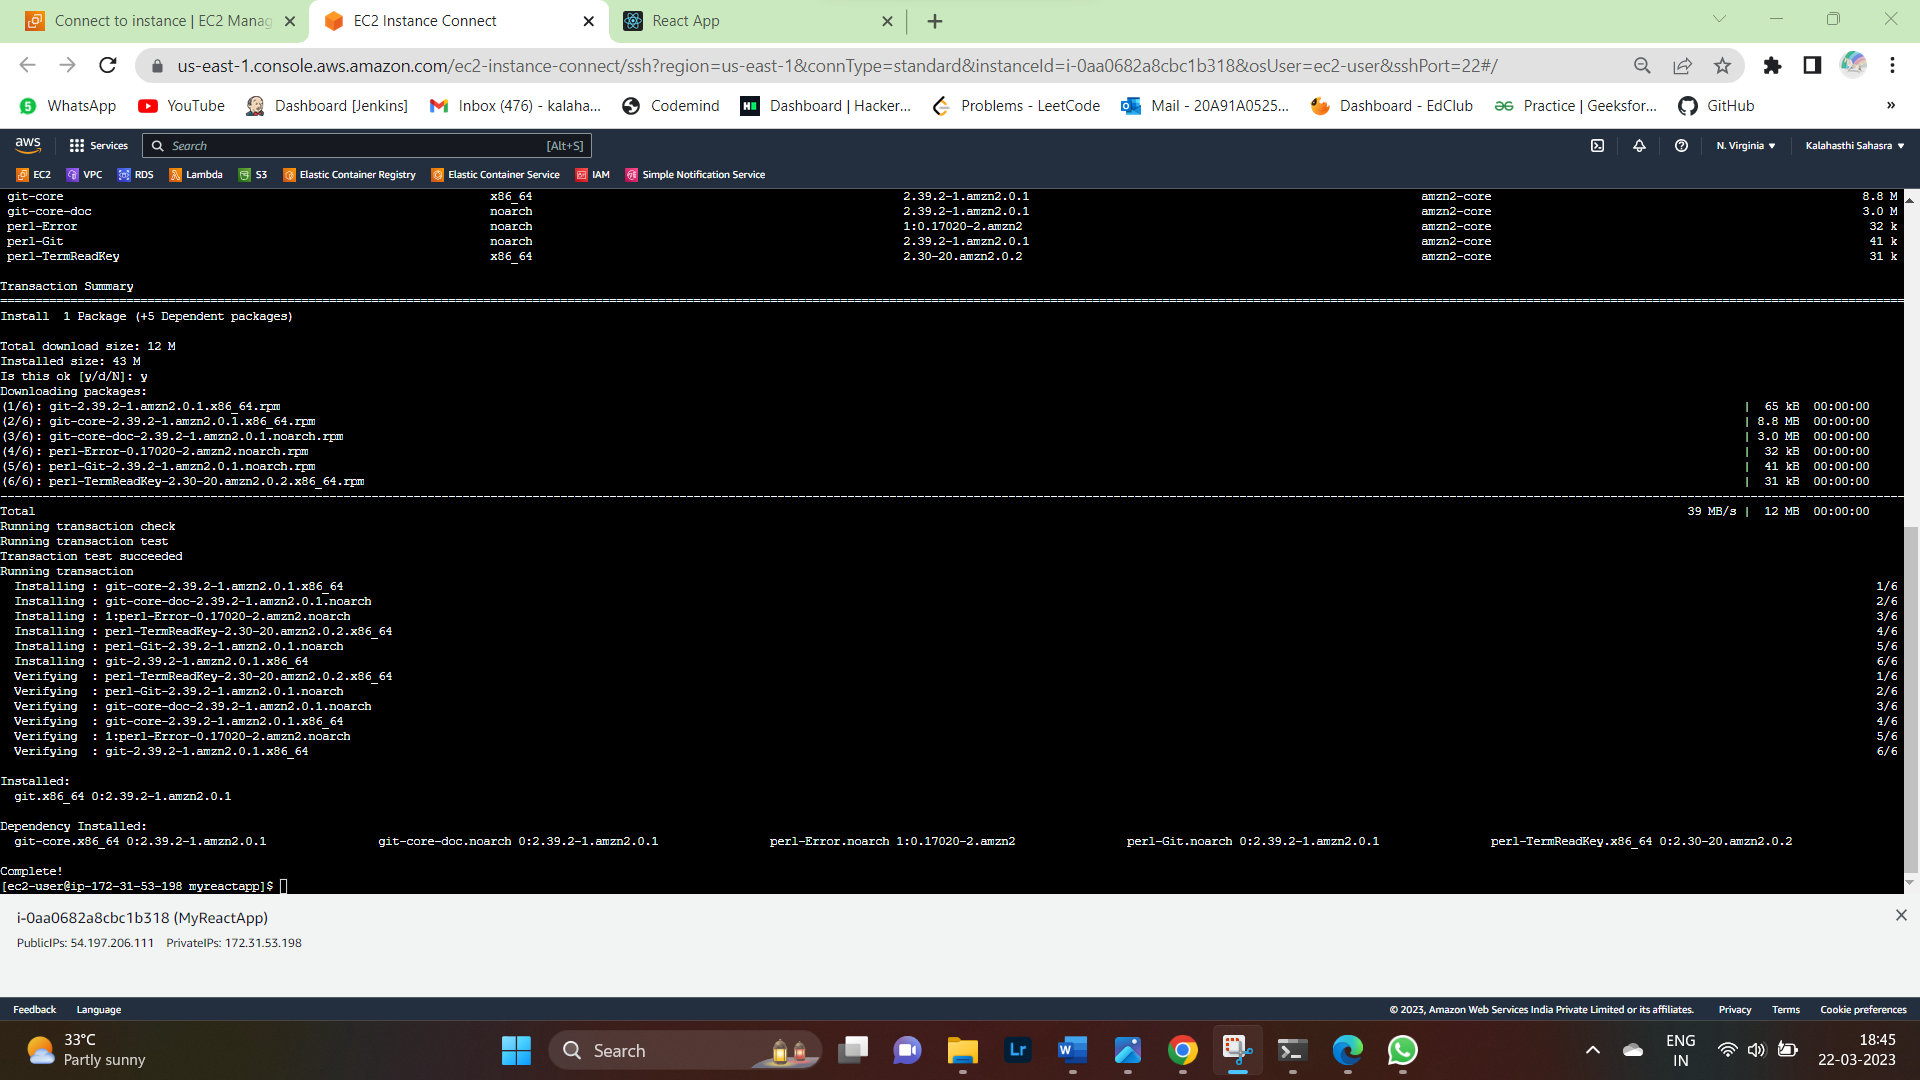 Connect to instance | EC2 Manag
EC2 Instance Connect
React App
us-east-1.console.aws.amazon.com/ec2-instance-connect/ssh?region=us-east-1&connType=standard&instanceId=i-0aa0682a8cbc1b318&osUser=ec2-user&sshPort=22#/
WhatsApp YouTube Dashboard [Jenkins] Inbox (476) - kalaha... Codemind Dashboard | Hacker... Problems - LeetCode Mail - 20A91A0525... Dashboard - EdClub Practice | Geeksfor... GitHub »
aws Services Search [Alt+S] N. Virginia Kalahasthi Sahasra
EC2 VPC RDS Lambda S3 Elastic Container Registry Elastic Container Service IAM Simple Notification Service
git-core x86_64 2.39.2-1.amzn2.0.1 amzn2-core 8.8 M
git-core-doc noarch 2.39.2-1.amzn2.0.1 amzn2-core 3.0 M
perl-Error noarch 1:0.17020-2.amzn2 amzn2-core 32 k
perl-Git noarch 2.39.2-1.amzn2.0.1 amzn2-core 41 k
perl-TermReadKey x86_64 2.30-20.amzn2.0.2 amzn2-core 31 k
Transaction Summary
Install 1 Package (+5 Dependent packages)
Total download size: 12 M
Installed size: 43 M
Is this ok [y/d/N]: y
Downloading packages:
(1/6): git-2.39.2-1.amzn2.0.1.x86_64.rpm | 65 kB 00:00:00
(2/6): git-core-2.39.2-1.amzn2.0.1.x86_64.rpm | 8.8 MB 00:00:00
(3/6): git-core-doc-2.39.2-1.amzn2.0.1.noarch.rpm | 3.0 MB 00:00:00
(4/6): perl-Error-0.17020-2.amzn2.noarch.rpm | 32 kB 00:00:00
(5/6): perl-Git-2.39.2-1.amzn2.0.1.noarch.rpm | 41 kB 00:00:00
(6/6): perl-TermReadKey-2.30-20.amzn2.0.2.x86_64.rpm | 31 kB 00:00:00
Total 39 MB/s | 12 MB 00:00:00
Running transaction check
Running transaction test
Transaction test succeeded
Running transaction
Installing : git-core-2.39.2-1.amzn2.0.1.x86_64 1/6
Installing : git-core-doc-2.39.2-1.amzn2.0.1.noarch 2/6
Installing : 1:perl-Error-0.17020-2.amzn2.noarch 3/6
Installing : perl-TermReadKey-2.30-20.amzn2.0.2.x86_64 4/6
Installing : perl-Git-2.39.2-1.amzn2.0.1.noarch 5/6
Installing : git-2.39.2-1.amzn2.0.1.x86_64 6/6
Verifying : perl-TermReadKey-2.30-20.amzn2.0.2.x86_64 1/6
Verifying : perl-Git-2.39.2-1.amzn2.0.1.noarch 2/6
Verifying : git-core-doc-2.39.2-1.amzn2.0.1.noarch 3/6
Verifying : git-core-2.39.2-1.amzn2.0.1.x86_64 4/6
Verifying : 1:perl-Error-0.17020-2.amzn2.noarch 5/6
Verifying : git-2.39.2-1.amzn2.0.1.x86_64 6/6
Installed:
git.x86_64 0:2.39.2-1.amzn2.0.1
Dependency Installed:
git-core.x86_64 0:2.39.2-1.amzn2.0.1 git-core-doc.noarch 0:2.39.2-1.amzn2.0.1 perl-Error.noarch 1:0.17020-2.amzn2 perl-Git.noarch 0:2.39.2-1.amzn2.0.1 perl-TermReadKey.x86_64 0:2.30-20.amzn2.0.2
Complete!
[ec2-user@ip-172-31-53-198 myreactapp]$
i-0aa0682a8cbc1b318 (MyReactApp)
PublicIPs: 54.197.206.111 PrivateIPs: 172.31.53.198
Feedback Language © 2023, Amazon Web Services India Private Limited or its affiliates. Privacy Terms Cookie preferences
33°C
Partly sunny
Search
Lr
W
ENG
IN
18:45
22-03-2023